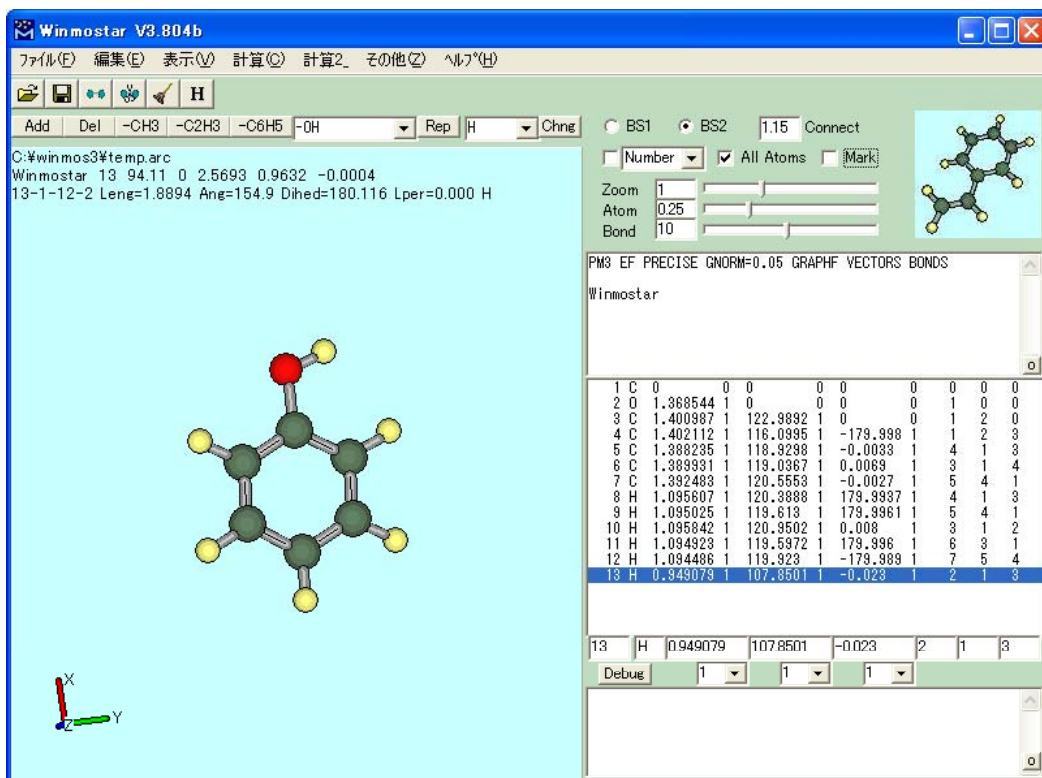 Winmostar V3.804b
ファイル(F) 編集(E) 表示(V) 計算(C) 計算2_ その他(Z) ヘルプ(H)
H
Add Del -CH3 -C2H3 -C6H5 -OH Rep H Chng
BS1 BS2 1.15 Connect
Number All Atoms Mark
Zoom 1
Atom 0.25
Bond 10
C:¥winmos3¥temp.arc
Winmostar 13 94.11 0 2.5693 0.9632 -0.0004
13-1-12-2 Leng=1.8894 Ang=154.9 Dihed=180.116 Lper=0.000 H
X
Y
Z
PM3 EF PRECISE GNORM=0.05 GRAPHF VECTORS BONDS
Winmostar
o
1 C 0 0 0 0 0 0 0 0 0
2 O 1.368544 1 0 0 0 0 1 0 0
3 C 1.400987 1 122.9892 1 0 0 1 2 0
4 C 1.402112 1 116.0995 1 -179.998 1 1 2 3
5 C 1.388235 1 118.9298 1 -0.0033 1 4 1 3
6 C 1.389931 1 119.0367 1 0.0069 1 3 1 4
7 C 1.392483 1 120.5553 1 -0.0027 1 5 4 1
8 H 1.095607 1 120.3888 1 179.9937 1 4 1 3
9 H 1.095025 1 119.613 1 179.9961 1 5 4 1
10 H 1.095842 1 120.9502 1 0.008 1 3 1 2
11 H 1.094923 1 119.5972 1 179.996 1 6 3 1
12 H 1.094486 1 119.923 1 -179.989 1 7 5 4
13 H 0.949079 1 107.8501 1 -0.023 1 2 1 3
13 H 0.949079 107.8501 -0.023 2 1 3
Debug 1 1 1
o